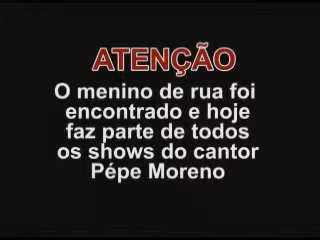 ATENÇÃO
O menino de rua foi
encontrado e hoje
faz parte de todos
os shows do cantor
Pépe Moreno